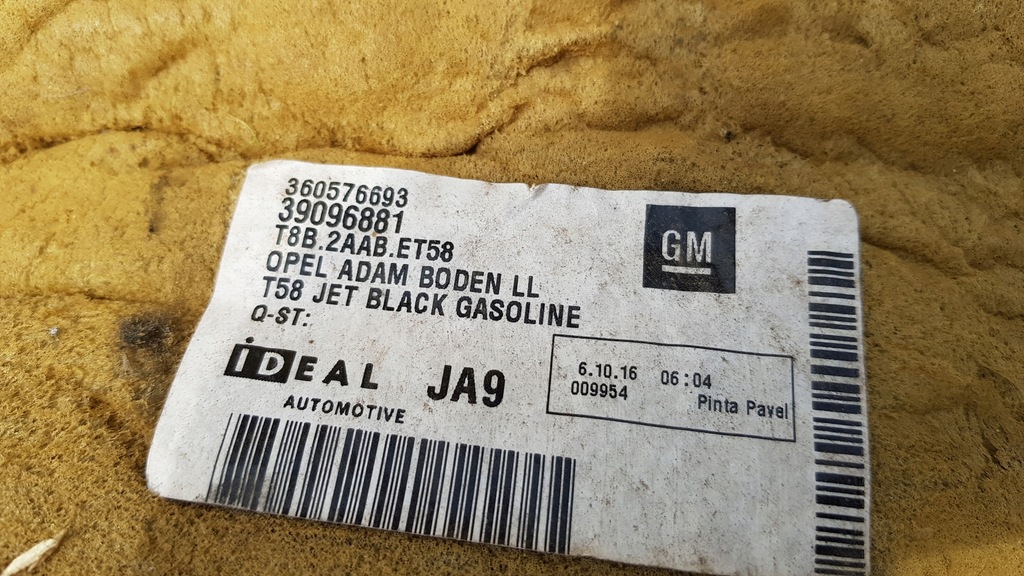 360576693
39096881
T8B.2AAB.ET58
OPEL ADAM BODEN LL
T58 JET BLACK GASOLINE
Q-ST:
GM
iDEAL JA9
AUTOMOTIVE
6.10.16 06:04
009954
Pinta Pavel